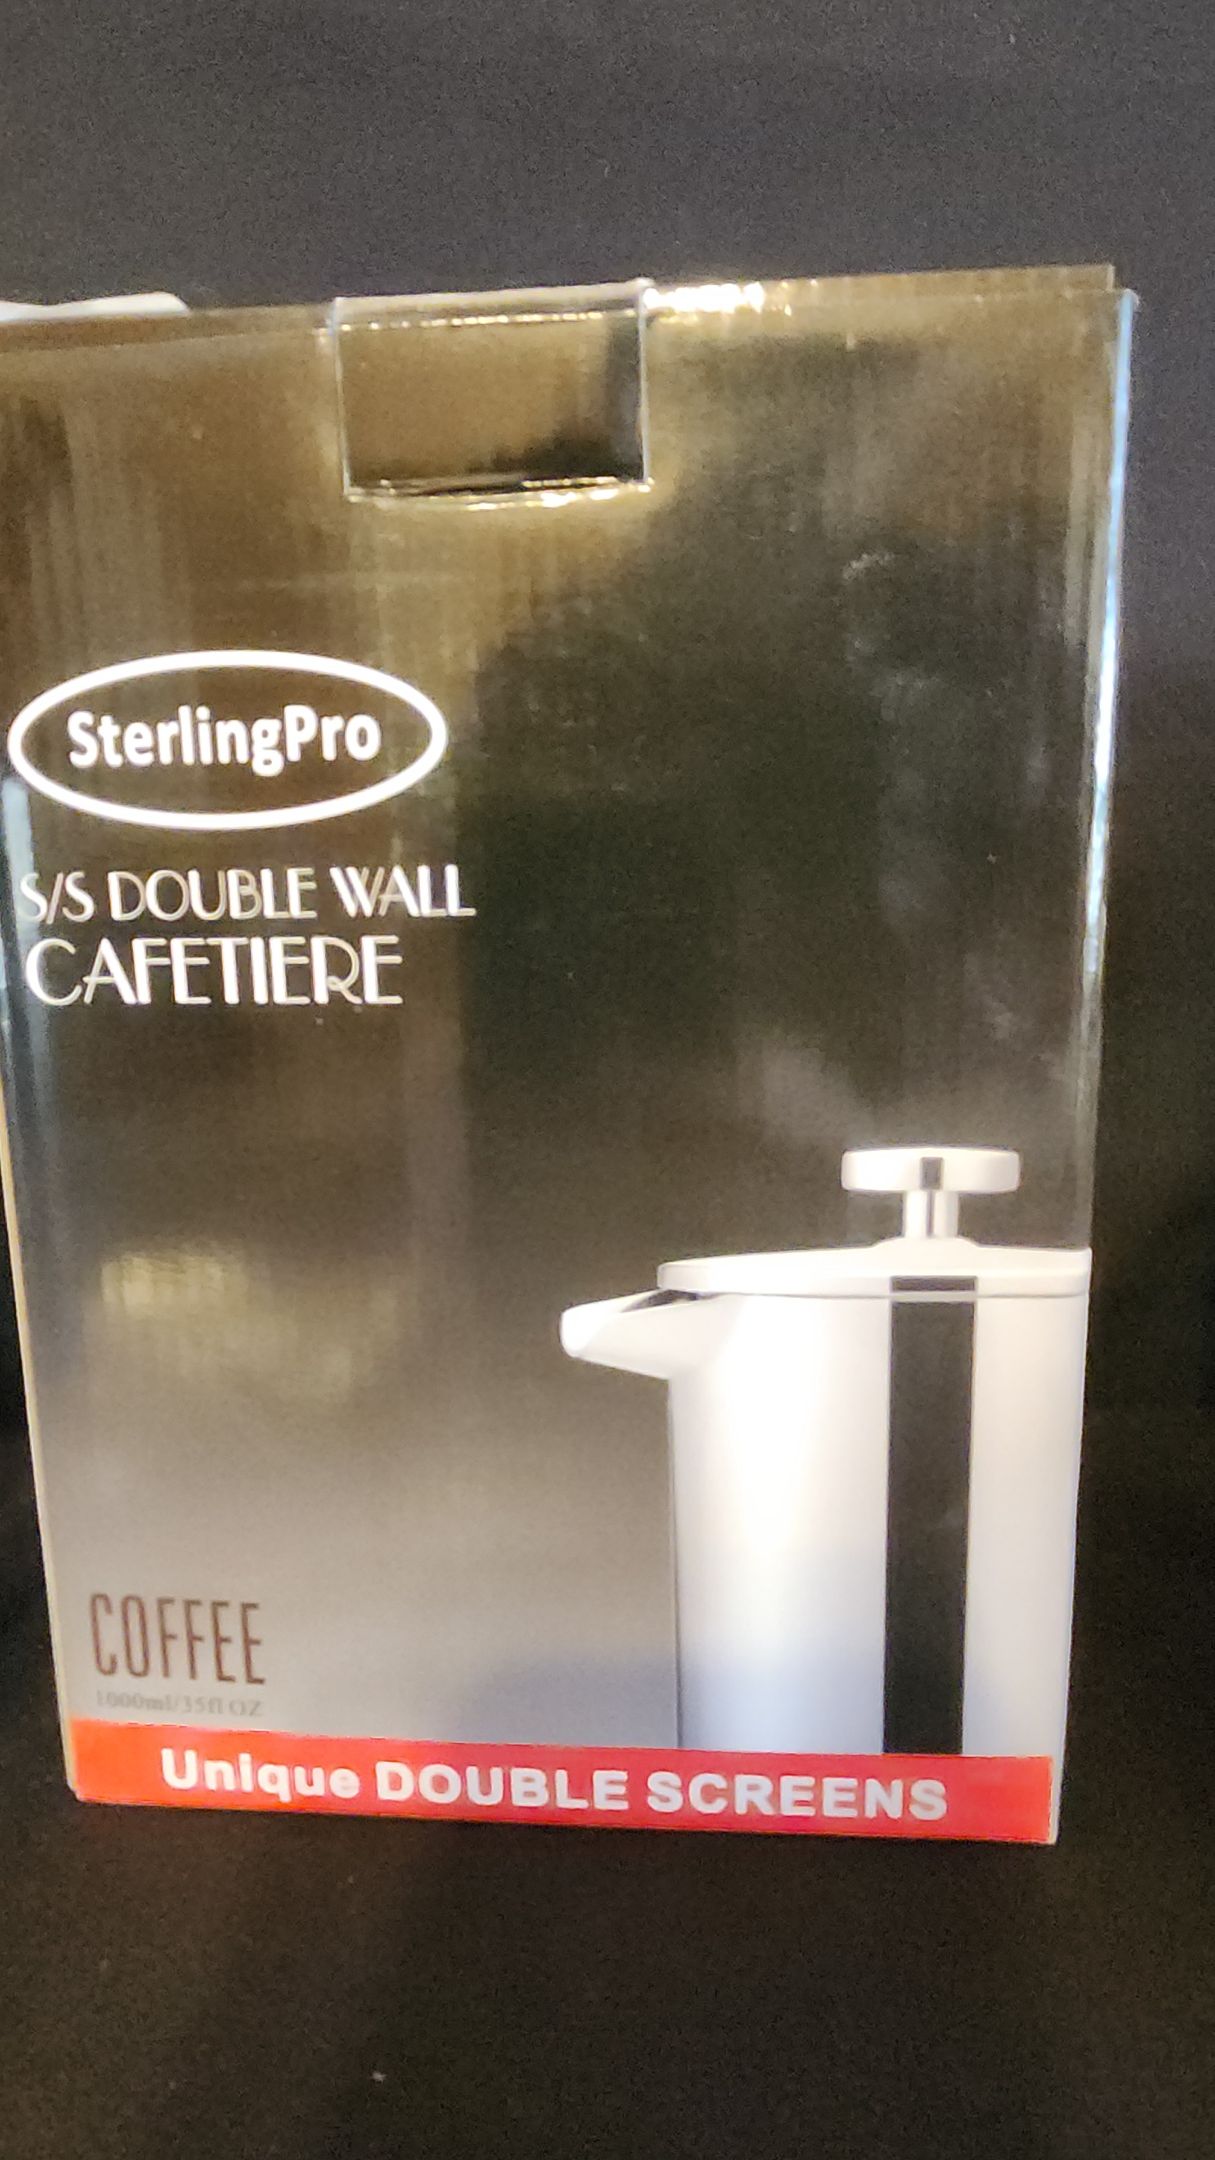 SterlingPro
S/S DOUBLE WALL
CAFETIERE
COFFEE
1000ml/35fl OZ
Unique DOUBLE SCREENS